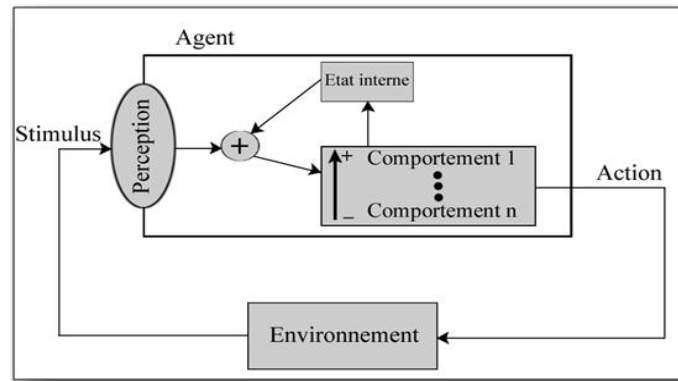 Agent
Etat interne
Stimulus
Perception
+
+ Comportement 1
– Comportement n
Action
Environnement